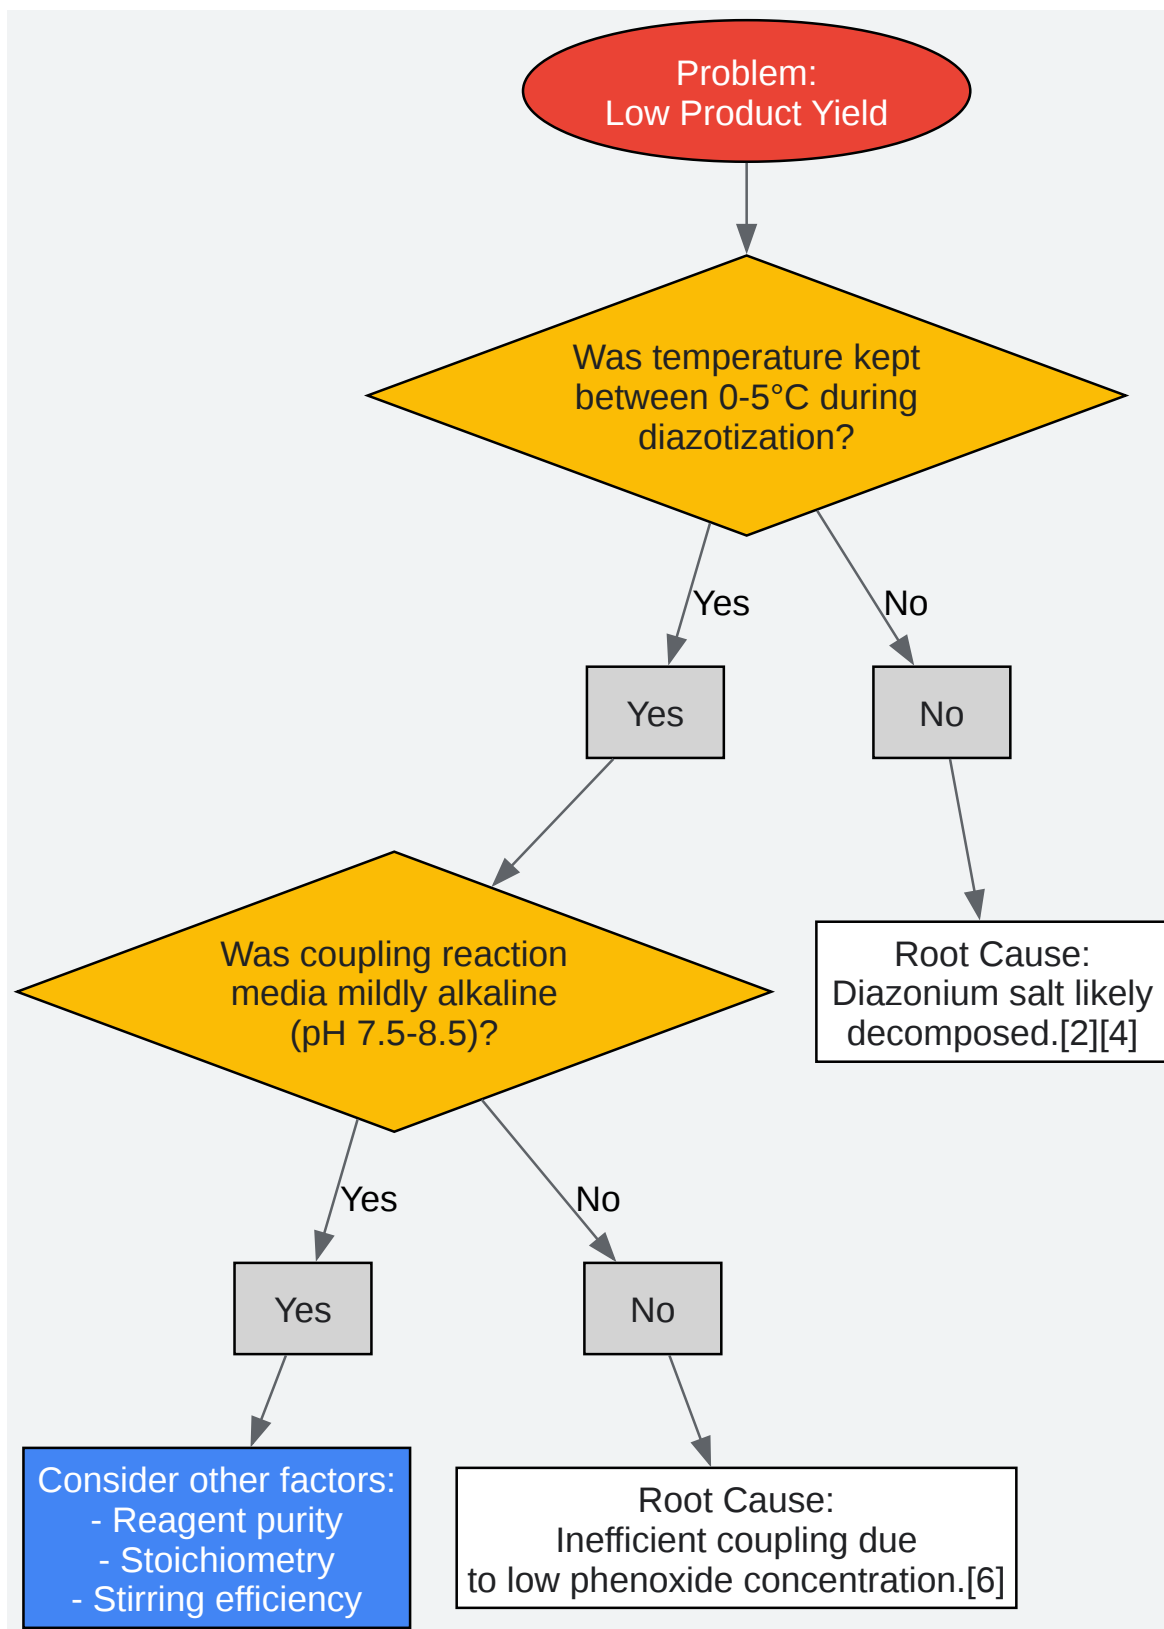 Problem:
Low Product Yield
Was temperature kept
between 0-5°C during
diazotization?
Yes
No
Yes
No
Was coupling reaction
media mildly alkaline
(pH 7.5-8.5)?
Root Cause:
Diazonium salt likely
decomposed.[2][4]
Yes
No
Yes
No
Consider other factors:
- Reagent purity
- Stoichiometry
- Stirring efficiency
Root Cause:
Inefficient coupling due
to low phenoxide concentration.[6]